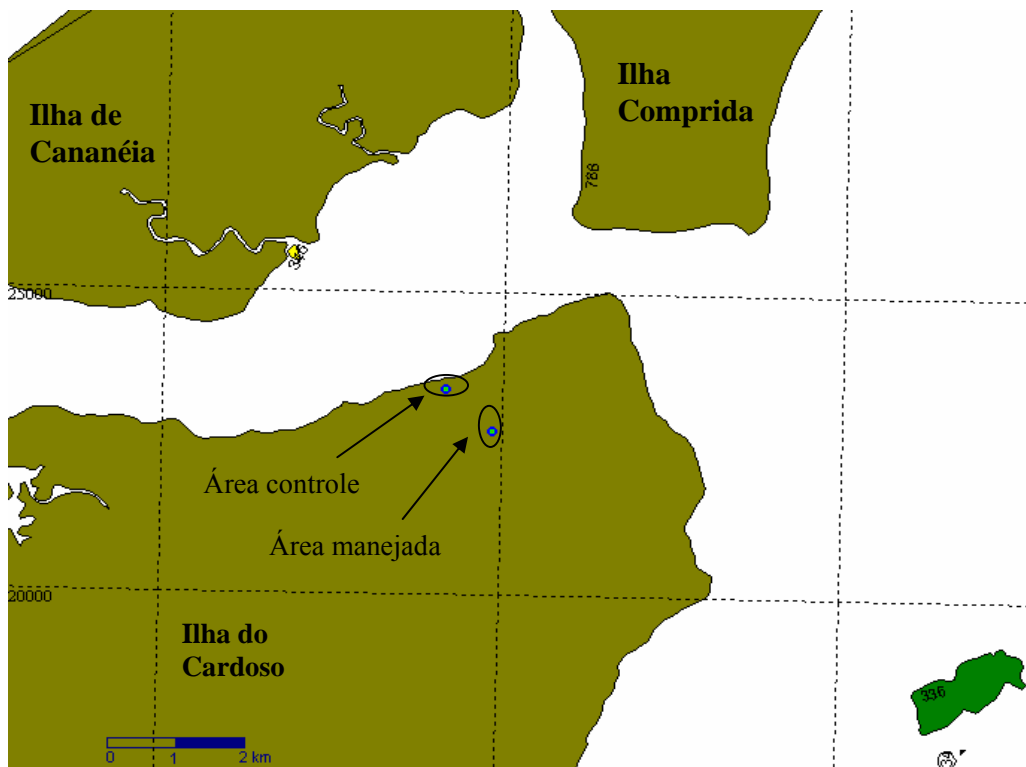 Ilha de
Cananéia
Ilha
Comprida
786
25000
Área controle
Área manejada
20000
Ilha do
Cardoso
336
0 1 2 km